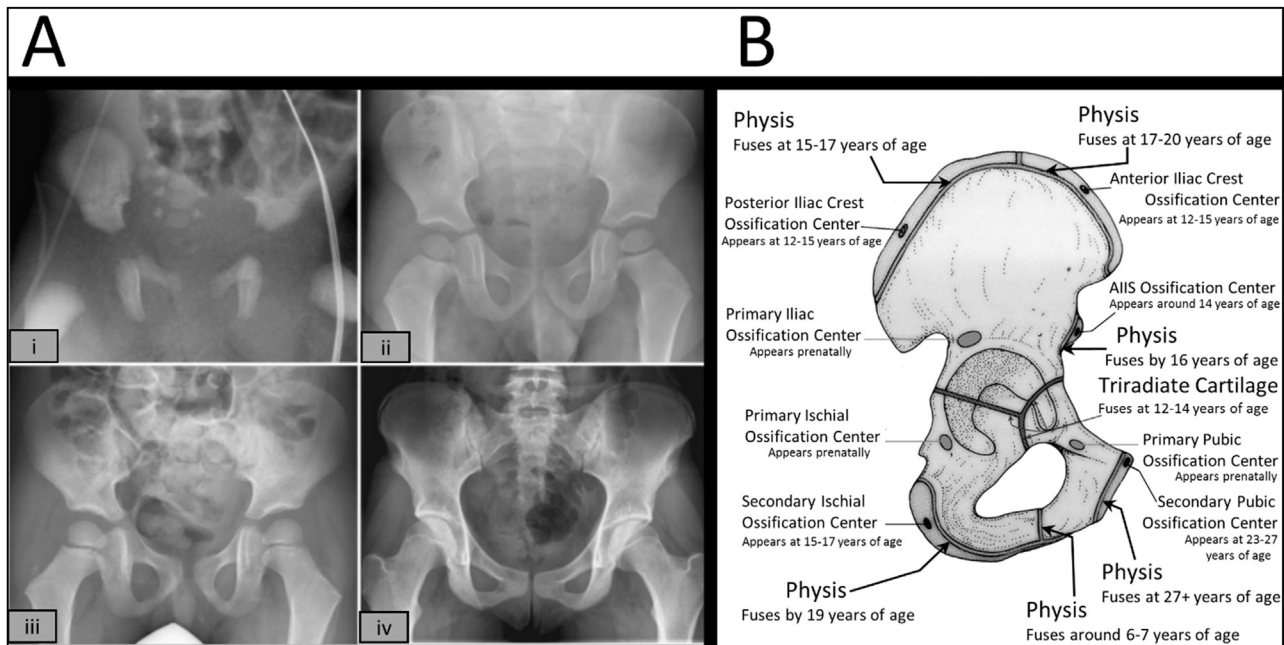 A
B
i
ii
iii
iv
Physis
Fuses at 15-17 years of age
Physis
Fuses at 17-20 years of age
Posterior Iliac Crest
Ossification Center
Appears at 12-15 years of age
Anterior Iliac Crest
Ossification Center
Appears at 12-15 years of age
AIIS Ossification Center
Appears around 14 years of age
Primary Iliac
Ossification Center
Appears prenatally
Physis
Fuses by 16 years of age
Triradiate Cartilage
Fuses at 12-14 years of age
Primary Ischial
Ossification Center
Appears prenatally
Primary Pubic
Ossification Center
Appears prenatally
Secondary Ischial
Ossification Center
Appears at 15-17 years of age
Secondary Pubic
Ossification Center
Appears at 23-27
years of age
Physis
Fuses by 19 years of age
Physis
Fuses at 27+ years of age
Physis
Fuses around 6-7 years of age